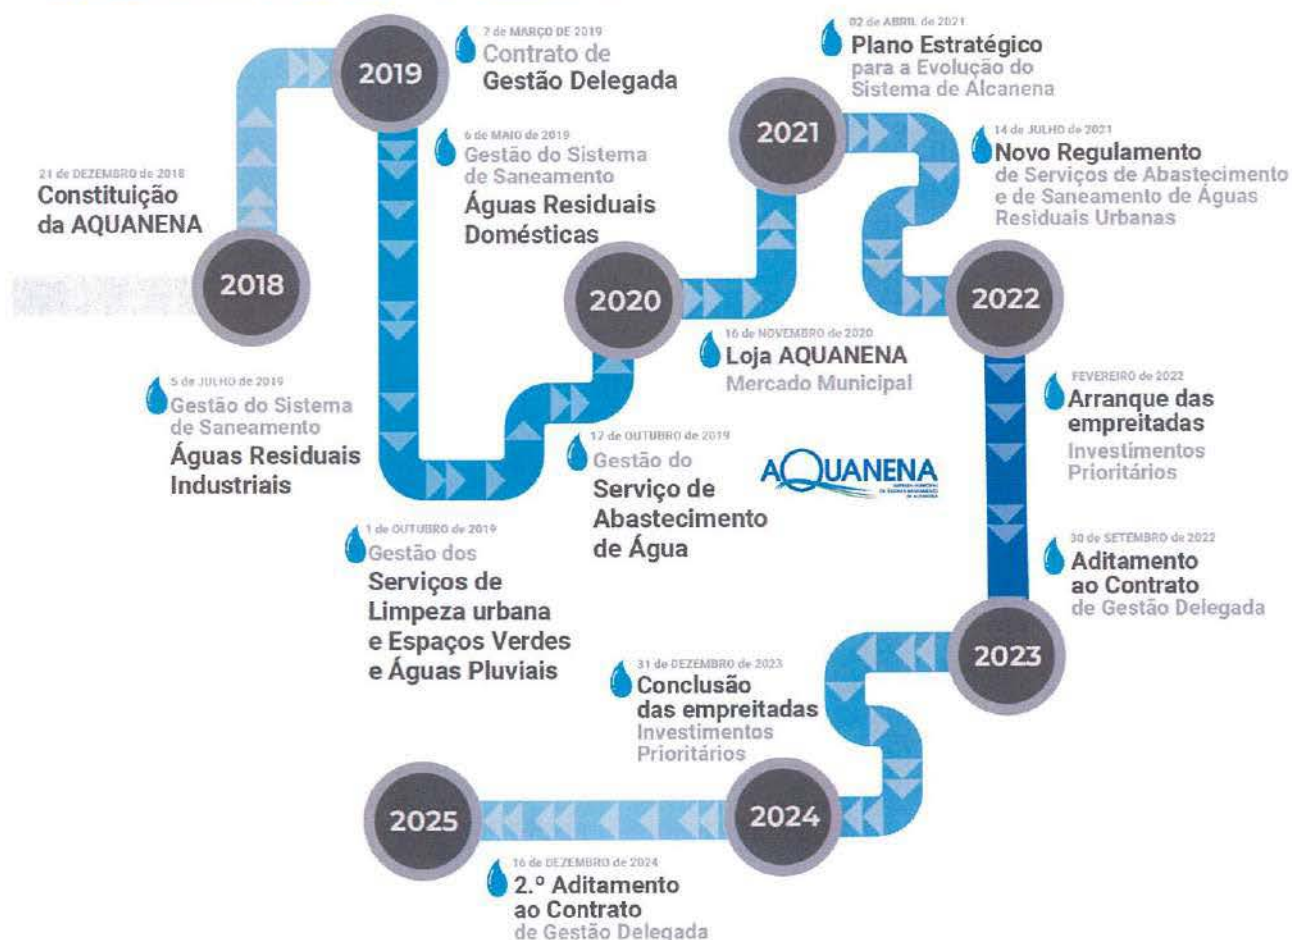 21 de DEZEMBRO de 2018
Constituição
da AQUANENA
2018
2019
7 de MARÇO DE 2019
Contrato de
Gestão Delegada
6 de MAIO de 2019
Gestão do Sistema
de Saneamento
Águas Residuais
Domésticas
5 de JULHO de 2019
Gestão do Sistema
de Saneamento
Águas Residuais
Industriais
1 de OUTUBRO de 2019
Gestão dos
Serviços de
Limpeza urbana
e Espaços Verdes
e Águas Pluviais
17 de OUTUBRO de 2019
Gestão do
Serviço de
Abastecimento
de Água
2020
16 de NOVEMBRO de 2020
Loja AQUANENA
Mercado Municipal
2021
02 de ABRIL de 2021
Plano Estratégico
para a Evolução do
Sistema de Alcanena
14 de JULHO de 2021
Novo Regulamento
de Serviços de Abastecimento
e de Saneamento de Águas
Residuais Urbanas
2022
FEVEREIRO de 2022
Arranque das
empreitadas
Investimentos
Prioritários
AQUANENA
30 de SETEMBRO de 2022
Aditamento
ao Contrato
de Gestão Delegada
2023
31 de DEZEMBRO de 2023
Conclusão
das empreitadas
Investimentos
Prioritários
2024
2025
16 de DEZEMBRO de 2024
2.º Aditamento
ao Contrato
de Gestão Delegada